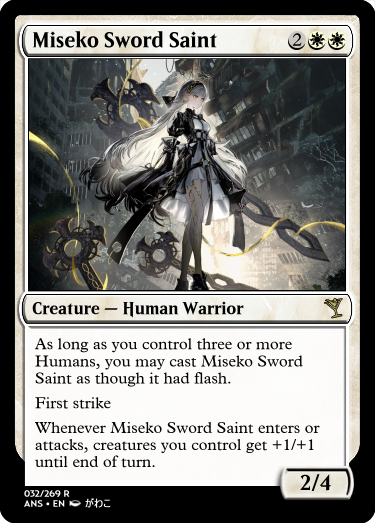 Miseko Sword Saint 2
Creature — Human Warrior
As long as you control three or more
Humans, you may cast Miseko Sword
Saint as though it had flash.
First strike
Whenever Miseko Sword Saint enters or
attacks, creatures you control get +1/+1
until end of turn.
2/4
032/269 R
ANS • EN がわこ